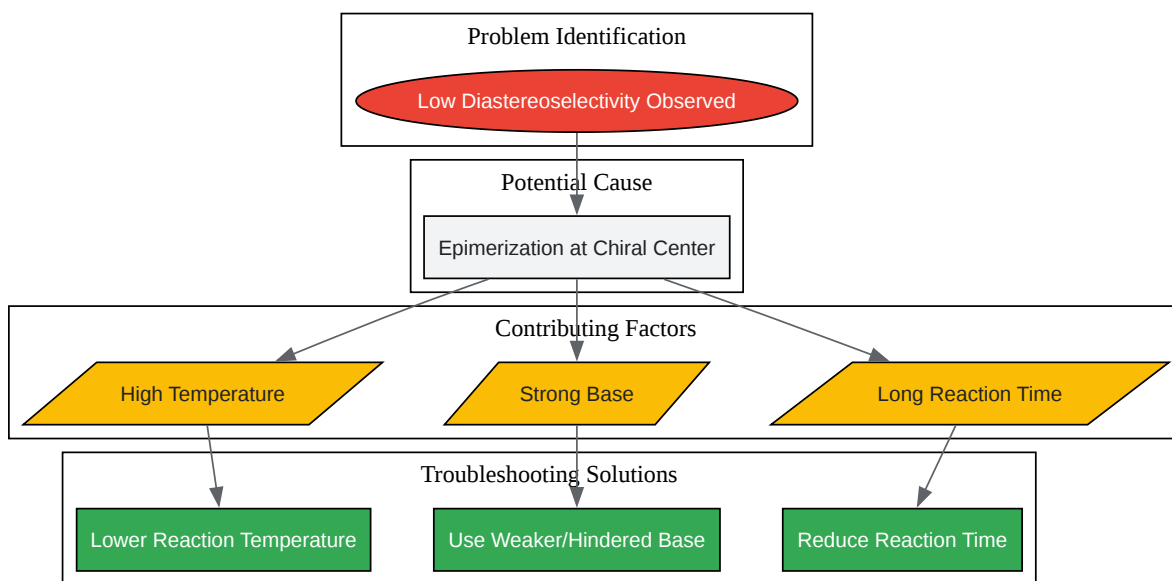 Problem Identification
Low Diastereoselectivity Observed
Potential Cause
Epimerization at Chiral Center
Contributing Factors
High Temperature
Strong Base
Long Reaction Time
Troubleshooting Solutions
Lower Reaction Temperature
Use Weaker/Hindered Base
Reduce Reaction Time